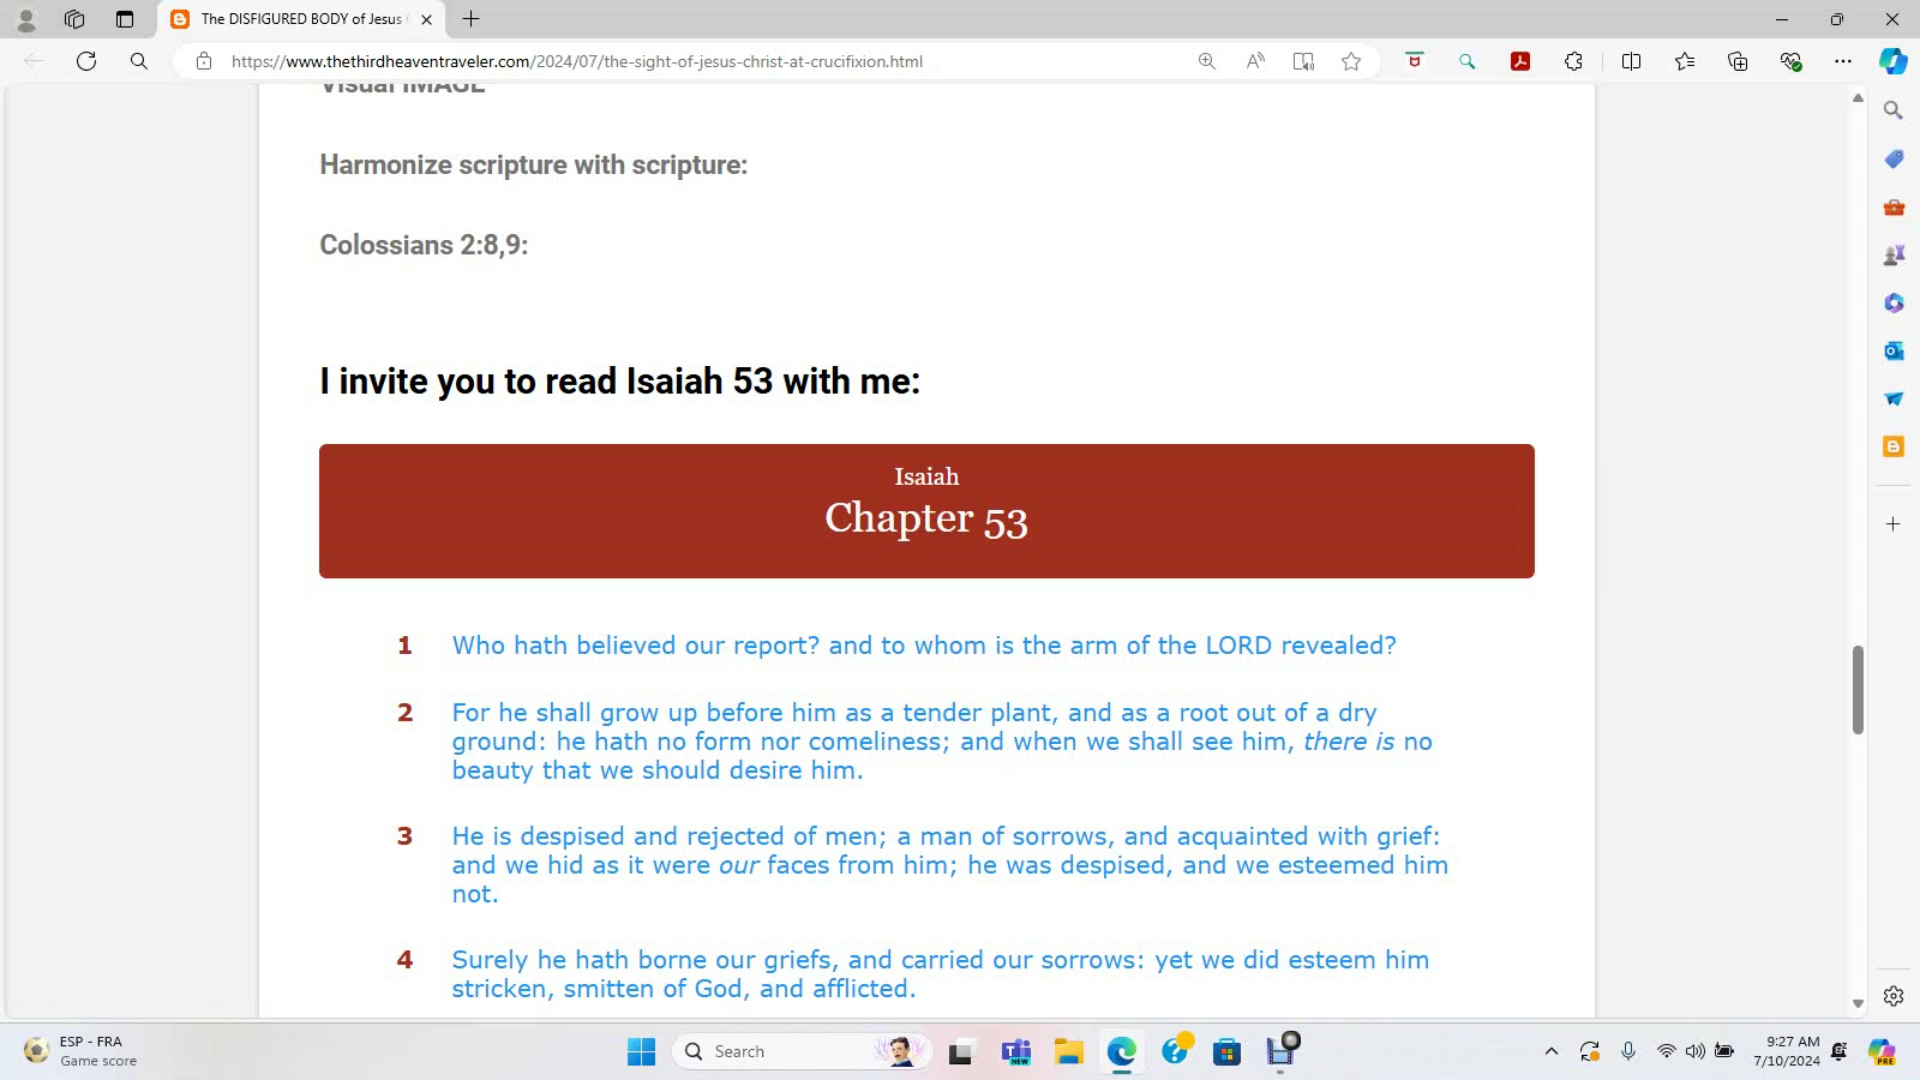 The DISFIGURED BODY of Jesus
https://www.thethirdheaventraveler.com/2024/07/the-sight-of-jesus-christ-at-crucifixion.html
Visual IMAGE
Harmonize scripture with scripture:
Colossians 2:8,9:
I invite you to read Isaiah 53 with me:
Isaiah
Chapter 53
1 Who hath believed our report? and to whom is the arm of the LORD revealed?
2 For he shall grow up before him as a tender plant, and as a root out of a dry
ground: he hath no form nor comeliness; and when we shall see him, there is no
beauty that we should desire him.
3 He is despised and rejected of men; a man of sorrows, and acquainted with grief:
and we hid as it were our faces from him; he was despised, and we esteemed him
not.
4 Surely he hath borne our griefs, and carried our sorrows: yet we did esteem him
stricken, smitten of God, and afflicted.
ESP - FRA
Game score
Search
NEW
9:27 AM
7/10/2024
PRE